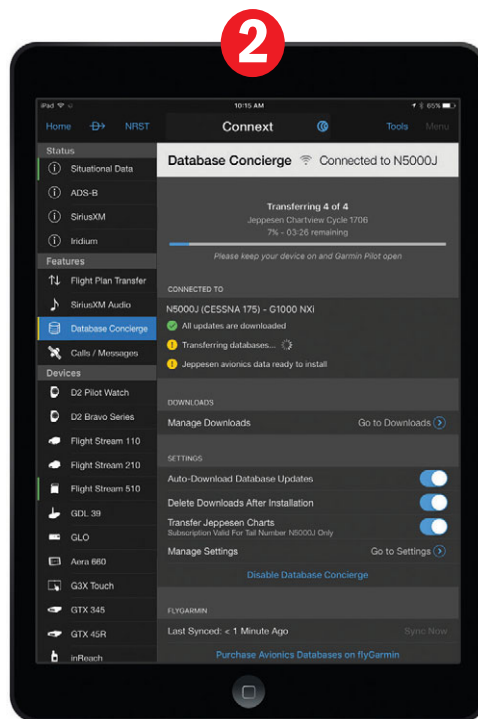 2
iPad
10:15 AM
65%
Home
NRST
Connext
Tools
Menu
Status
Situational Data
ADS-B
SiriusXM
Iridium
Features
Flight Plan Transfer
SiriusXM Audio
Database Concierge
Calls / Messages
Devices
D2 Pilot Watch
D2 Bravo Series
Flight Stream 110
Flight Stream 210
Flight Stream 510
GDL 39
GLO
Aera 660
G3X Touch
GTX 345
GTX 45R
inReach
Database Concierge Connected to N5000J
Transferring 4 of 4
Jeppesen Chartview Cycle 1706
7% - 03:26 remaining
Please keep your device on and Garmin Pilot open
CONNECTED TO
N5000J (CESSNA 175) - G1000 NXi
All updates are downloaded
Transferring databases...
Jeppesen avionics data ready to install
DOWNLOADS
Manage Downloads
Go to Downloads
SETTINGS
Auto-Download Database Updates
Delete Downloads After Installation
Transfer Jeppesen Charts
Subscription Valid For Tail Number N5000J Only
Manage Settings
Go to Settings
Disable Database Concierge
FLYGARMIN
Last Synced: < 1 Minute Ago
Sync Now
Purchase Avionics Databases on flyGarmin